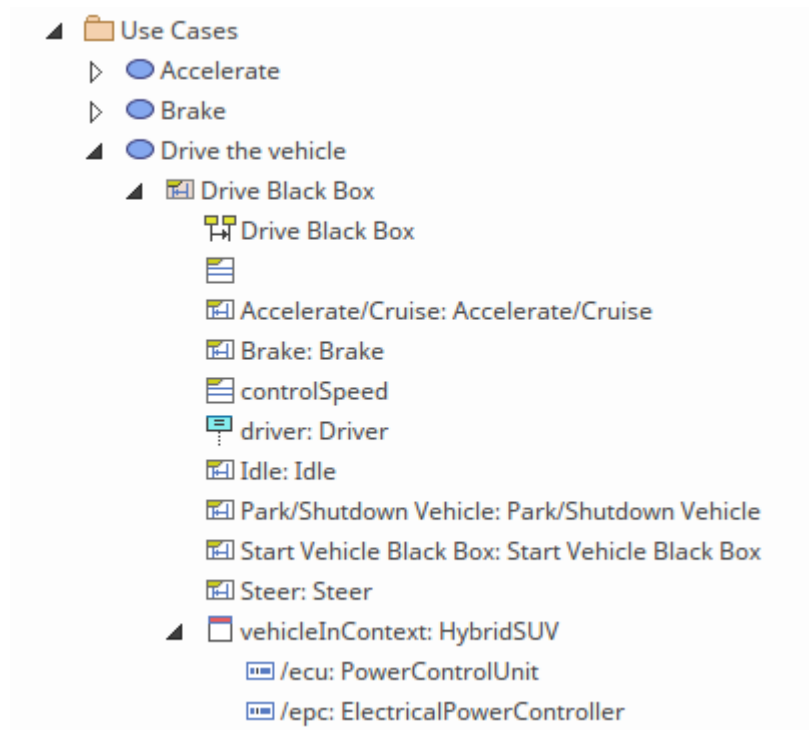 Use Cases
Accelerate
Brake
Drive the vehicle
Drive Black Box
Drive Black Box
Accelerate/Cruise: Accelerate/Cruise
Brake: Brake
controlSpeed
driver: Driver
Idle: Idle
Park/Shutdown Vehicle: Park/Shutdown Vehicle
Start Vehicle Black Box: Start Vehicle Black Box
Steer: Steer
vehicleInContext: HybridSUV
/ecu: PowerControlUnit
/epc: ElectricalPowerController